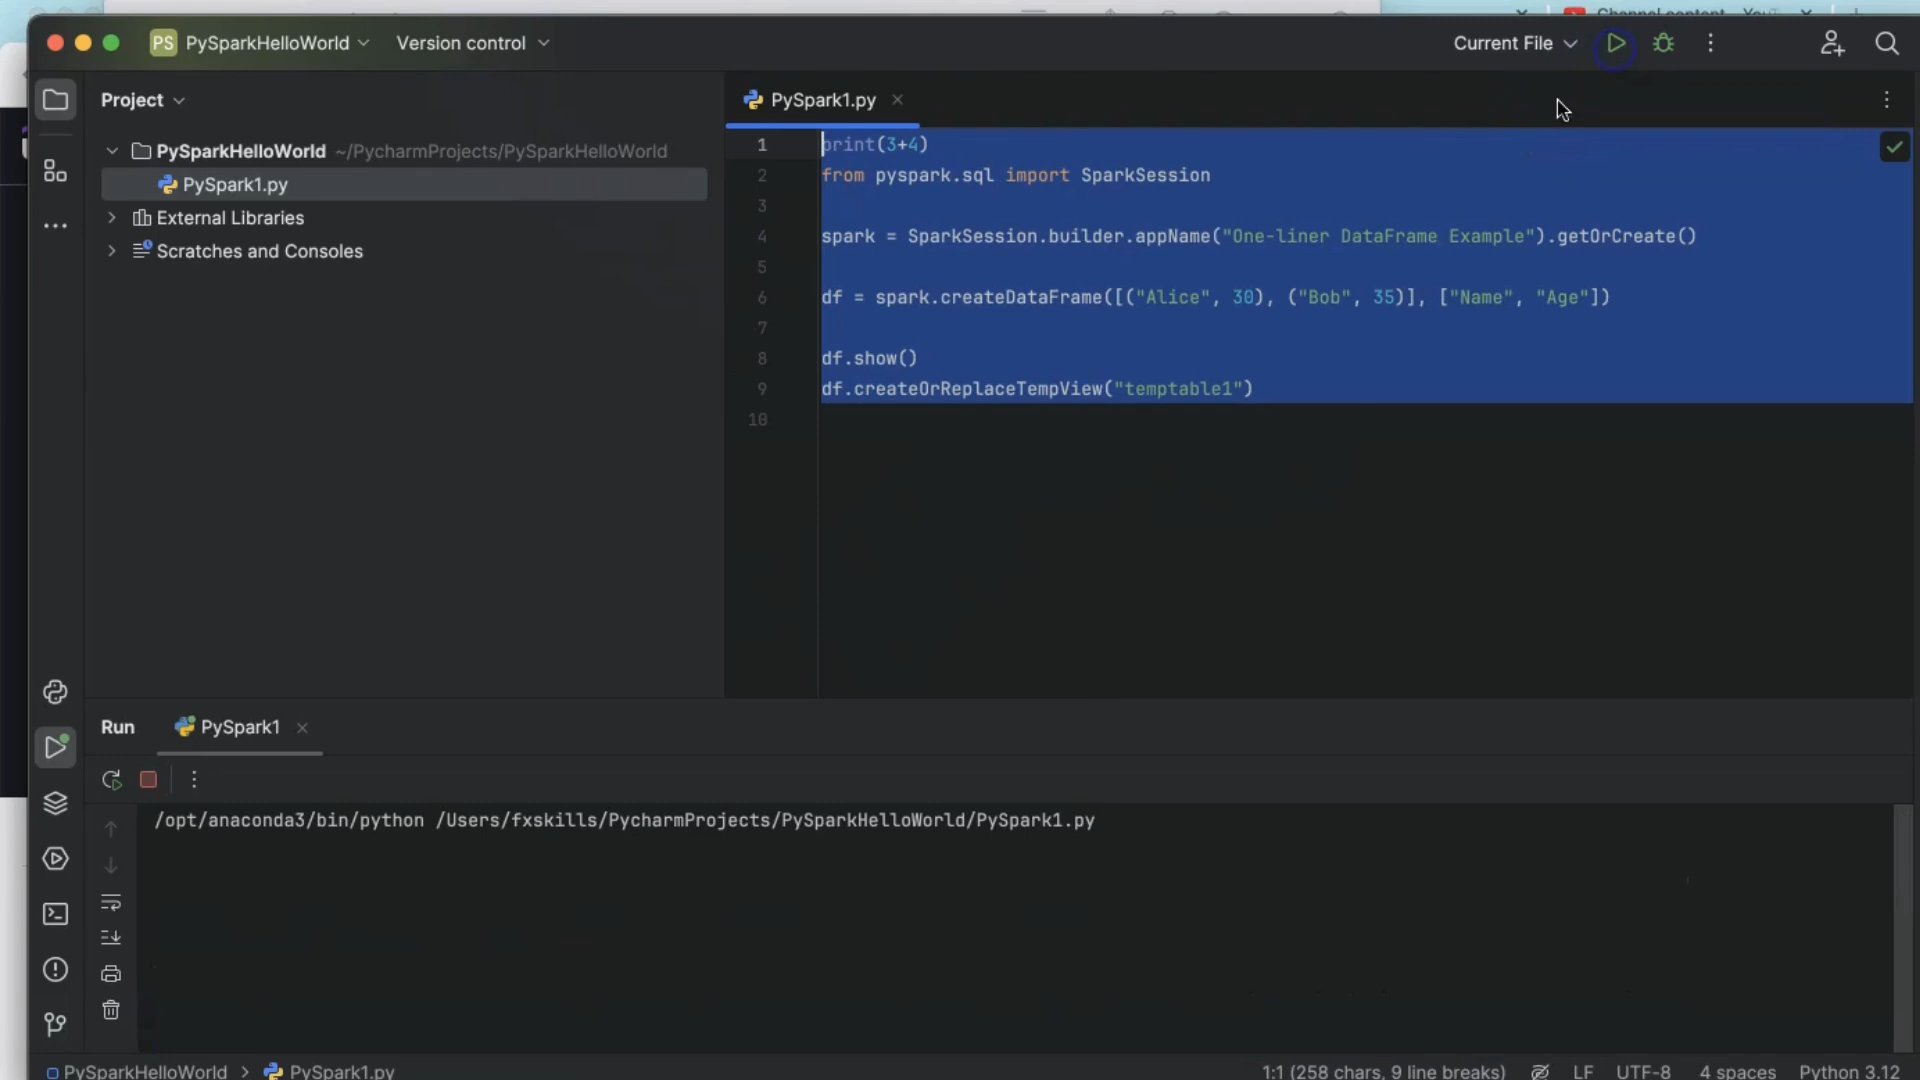 PS PySparkHelloWorld Version control Current File
Project
PySparkHelloWorld ~/PycharmProjects/PySparkHelloWorld
PySpark1.py
External Libraries
Scratches and Consoles
PySpark1.py
1 print(3+4)
2 from pyspark.sql import SparkSession
3
4 spark = SparkSession.builder.appName("One-liner DataFrame Example").getOrCreate()
5
6 df = spark.createDataFrame([("Alice", 30), ("Bob", 35)], ["Name", "Age"])
7
8 df.show()
9 df.createOrReplaceTempView("temptable1")
10
Run PySpark1
/opt/anaconda3/bin/python /Users/fxskills/PycharmProjects/PySparkHelloWorld/PySpark1.py
PySparkHelloWorld > PySpark1.py 1:1 (258 chars, 9 line breaks) LF UTF-8 4 spaces Python 3.12